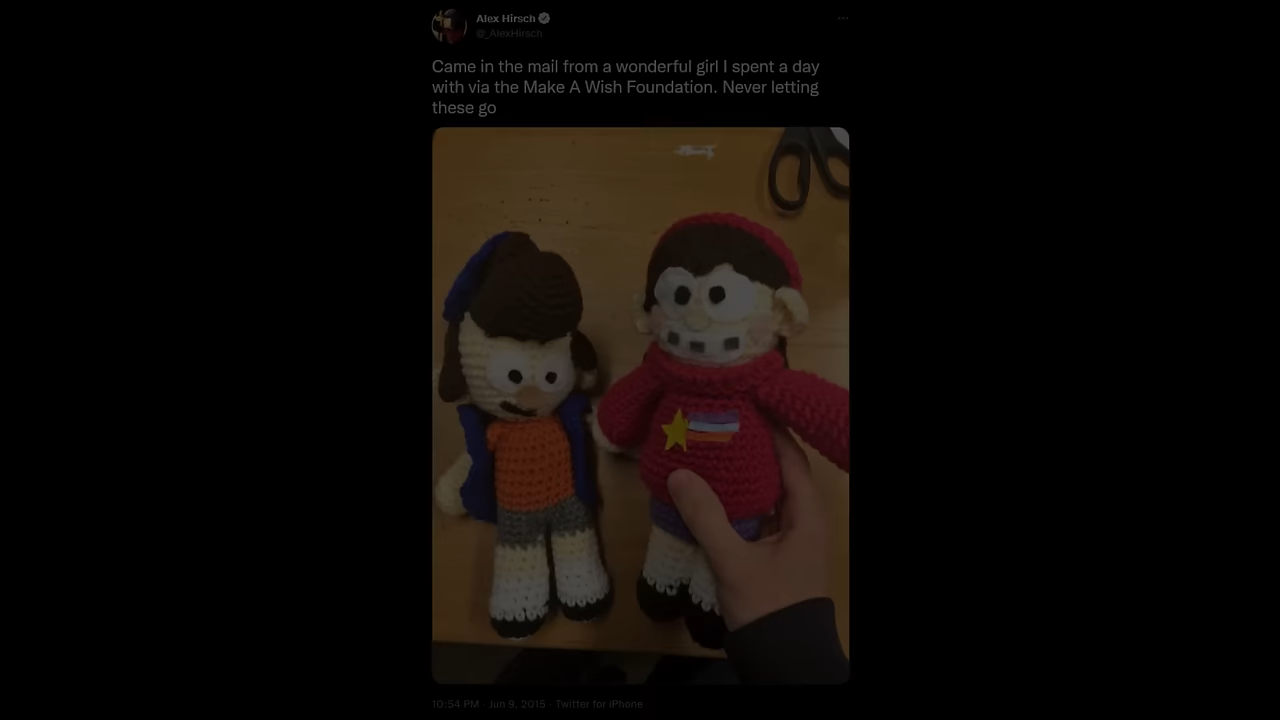 Alex Hirsch
@_AlexHirsch
Came in the mail from a wonderful girl I spent a day
with via the Make A Wish Foundation. Never letting
these go
10:54 PM · Jun 9, 2015 · Twitter for iPhone